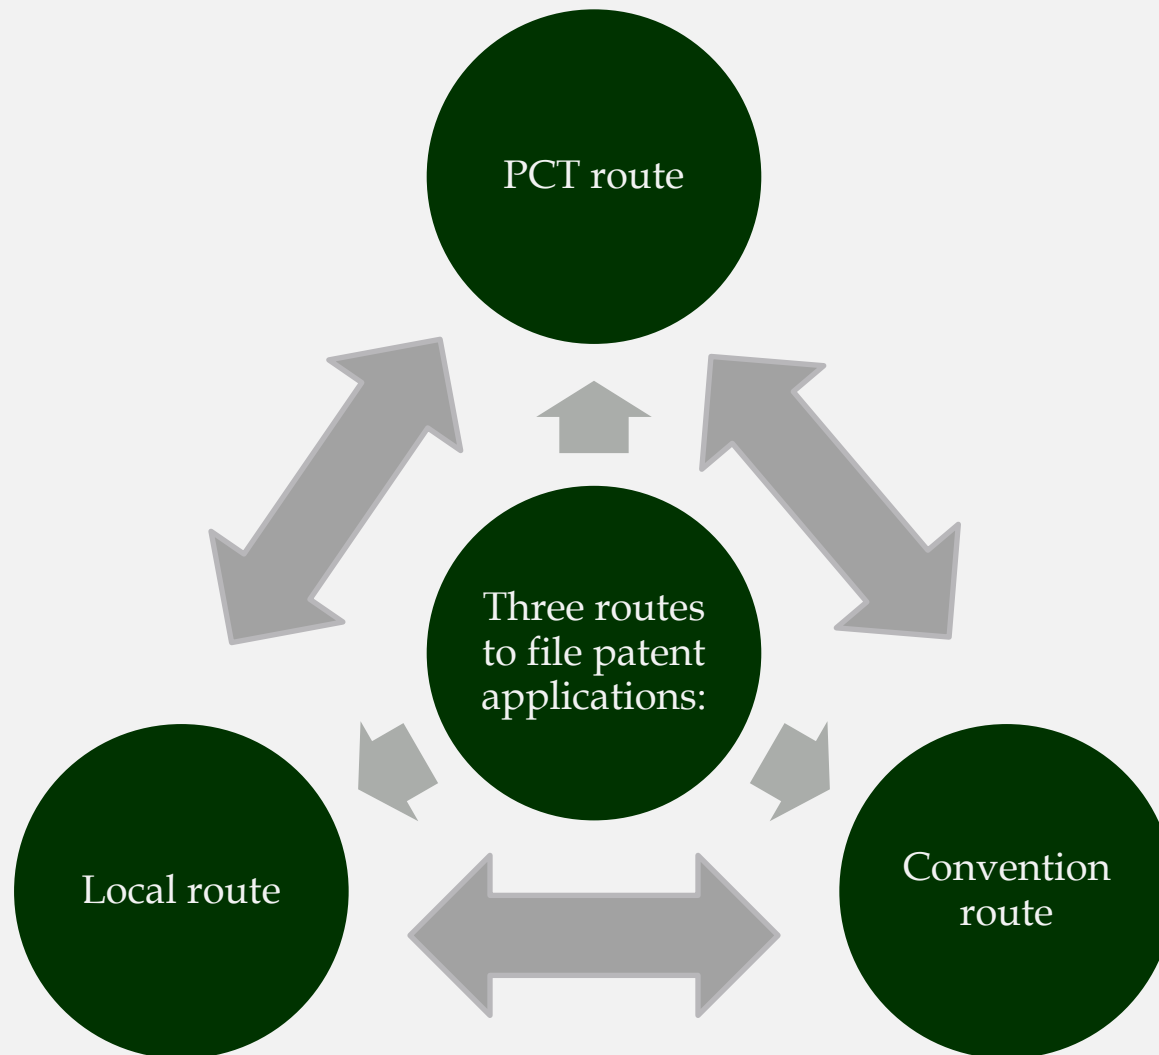 PCT route
Three routes
to file patent
applications:
Local route
Convention
route